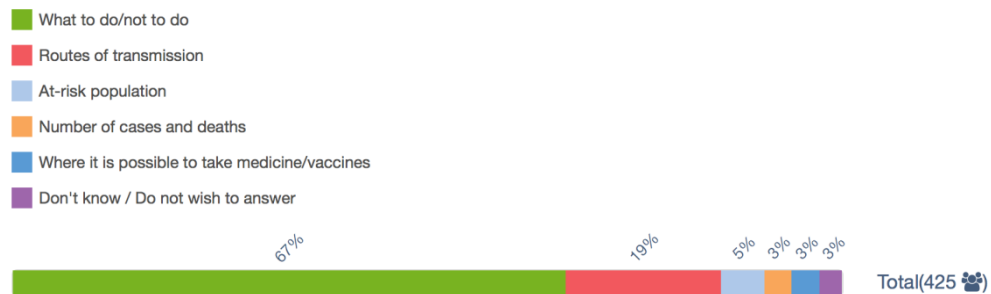 What to do/not to do
Routes of transmission
At-risk population
Number of cases and deaths
Where it is possible to take medicine/vaccines
Don't know / Do not wish to answer
67% 19% 5% 3% 3% 3%
Total(425 )